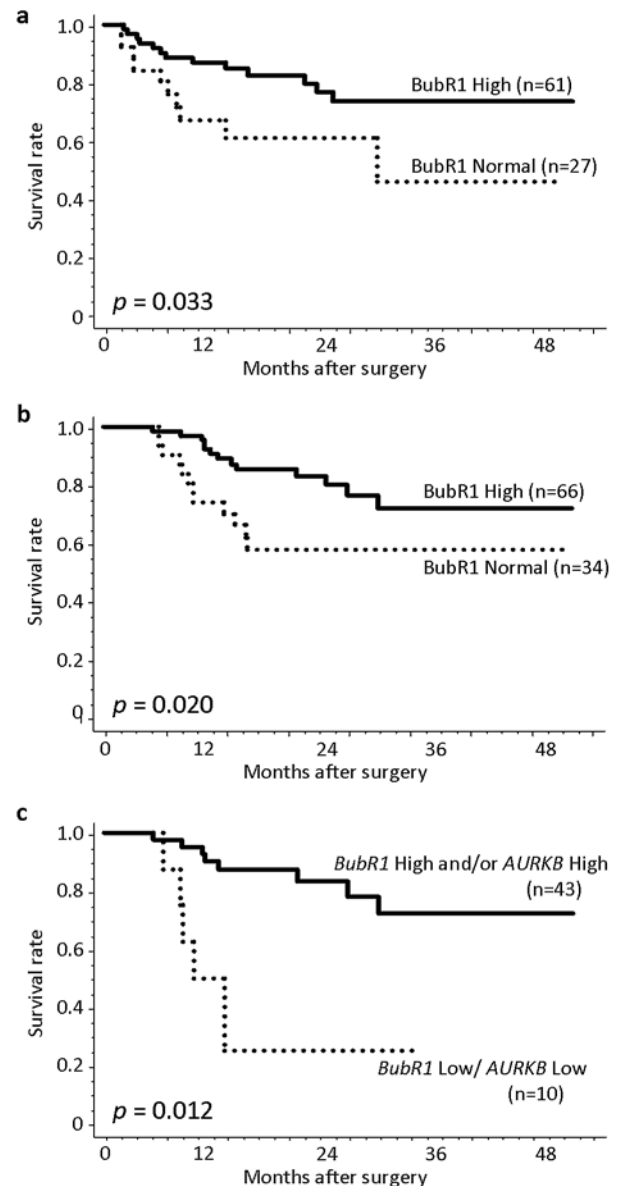 a
1.0
0.8
0.6
0.4
0.2
0
Survival rate
BubR1 High (n=61)
BubR1 Normal (n=27)
p = 0.033
0 12 24 36 48
Months after surgery
b
1.0
0.8
0.6
0.4
0.2
0
Survival rate
BubR1 High (n=66)
BubR1 Normal (n=34)
p = 0.020
0 12 24 36 48
Months after surgery
c
1.0
0.8
0.6
0.4
0.2
0
Survival rate
BubR1 High and/or AURKB High
(n=43)
BubR1 Low/ AURKB Low
(n=10)
p = 0.012
0 12 24 36 48
Months after surgery